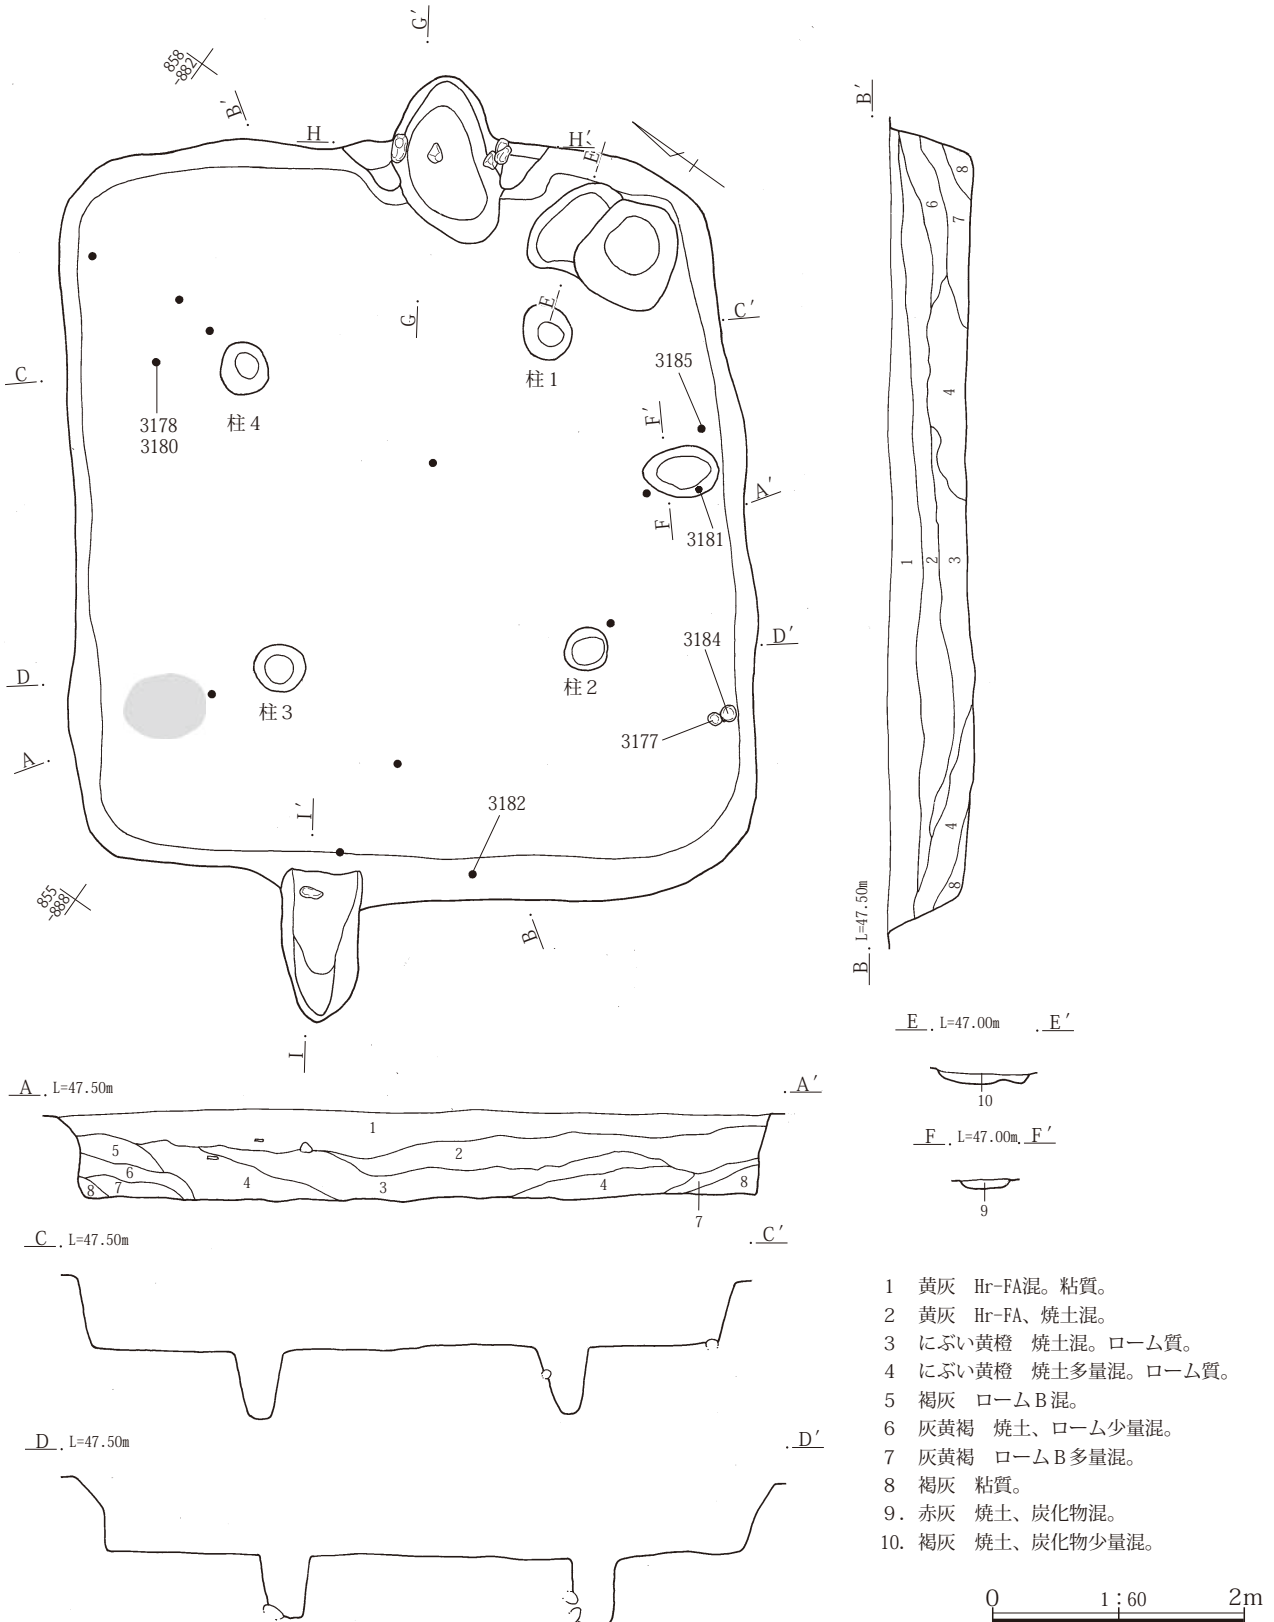 G′
858
-882
B′
H
H′
E′
B′
C
C′
G
E
柱1
3185
3178
3180
柱4
F′
A′
F
3181
3184
D′
D
柱2
柱3
3177
A
I′
3182
855
-888
B
I
8
6
7
4
1
2
3
4
8
B L=47.50m
E L=47.00m E′
10
F L=47.00m F′
9
A L=47.50m A′
1
5
2
6
8
7
4
3
4
8
7
C L=47.50m C′
D L=47.50m D′
1 黄灰 Hr-FA混。粘質。
2 黄灰 Hr-FA、焼土混。
3 にぶい黄橙 焼土混。ローム質。
4 にぶい黄橙 焼土多量混。ローム質。
5 褐灰 ロームB混。
6 灰黄褐 焼土、ローム少量混。
7 灰黄褐 ロームB多量混。
8 褐灰 粘質。
9. 赤灰 焼土、炭化物混。
10. 褐灰 焼土、炭化物少量混。
0 1:60 2m